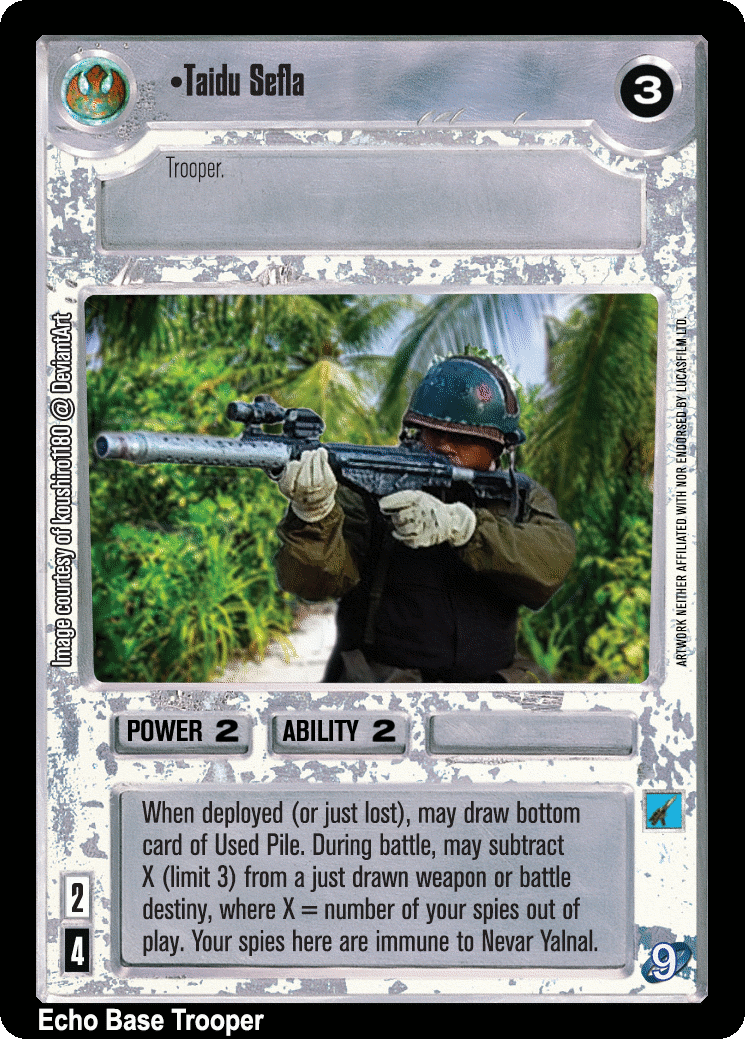 •Taidu Sefla
3
Trooper.
Image courtesy of koushiro1180 @ DeviantArt
ARTWORK NEITHER AFFILIATED WITH NOR ENDORSED BY LUCASFILM LTD.
POWER 2
ABILITY 2
When deployed (or just lost), may draw bottom
card of Used Pile. During battle, may subtract
X (limit 3) from a just drawn weapon or battle
destiny, where X = number of your spies out of
play. Your spies here are immune to Nevar Yalnal.
2
4
9
Echo Base Trooper